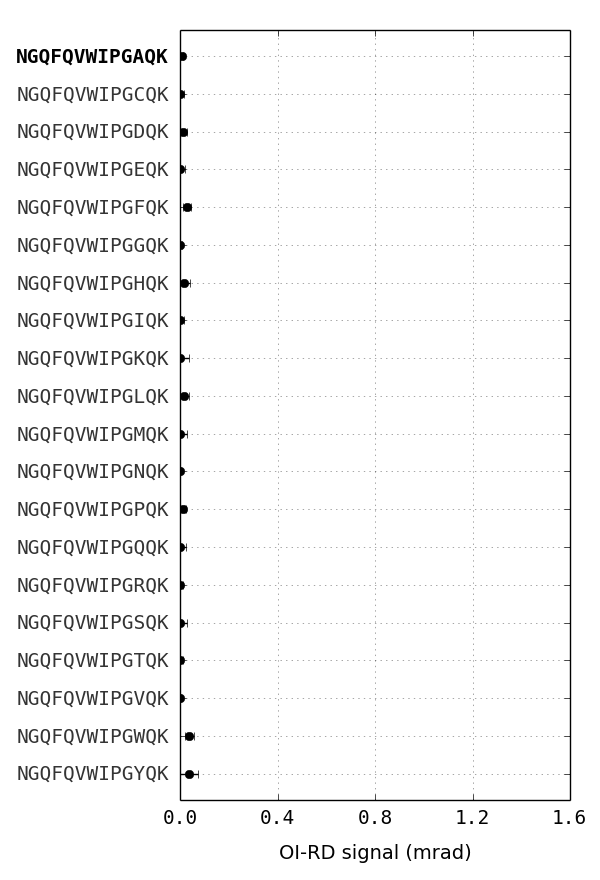 NGQFQVWIPGAQK
NGQFQVWIPGCQK
NGQFQVWIPGDQK
NGQFQVWIPGEQK
NGQFQVWIPGFQK
NGQFQVWIPGGQK
NGQFQVWIPGHQK
NGQFQVWIPGIQK
NGQFQVWIPGKQK
NGQFQVWIPGLQK
NGQFQVWIPGMQK
NGQFQVWIPGNQK
NGQFQVWIPGPQK
NGQFQVWIPGQQK
NGQFQVWIPGRQK
NGQFQVWIPGSQK
NGQFQVWIPGTQK
NGQFQVWIPGVQK
NGQFQVWIPGWQK
NGQFQVWIPGYQK
0.0 0.4 0.8 1.2 1.6
OI-RD signal (mrad)